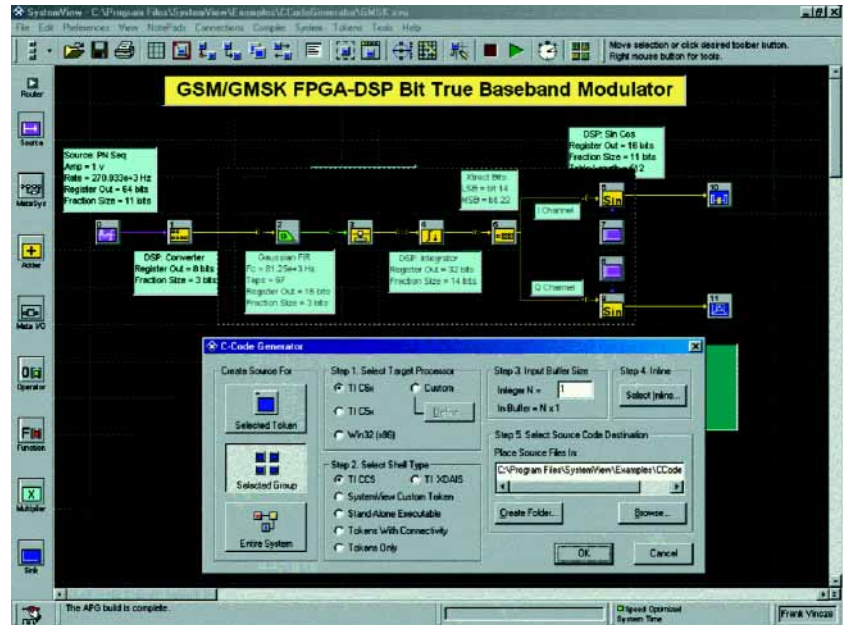 SystemView - C:\Program Files\SystemView\Examples\CCodeGenerator\GMSK.svu
File Edit Preferences View NotePads Connections Compiler System Tokens Tools Help
Move selection or click desired toolbar button.
Right mouse button for tools.
Router
Source
MetaSys
Adder
Meta I/O
Operator
Function
Multiplier
Sink
GSM/GMSK FPGA-DSP Bit True Baseband Modulator
Source: PN Seq
Amp = 1 v
Rate = 270.833e+3 Hz
Register Out = 64 bits
Fraction Size = 11 bits
DSP: Converter
Register Out = 8 bits
Fraction Size = 3 bits
Gaussian FIR
Fc = 81.25e+3 Hz
Taps = 67
Register Out = 16 bits
Fraction Size = 3 bits
DSP: Integrator
Register Out = 32 bits
Fraction Size = 14 bits
Xtract Bits
LSB = bit 14
MSB = bit 22
DSP: Sin Cos
Register Out = 16 bits
Fraction Size = 11 bits
I Channel
Q Channel
Sin
Sin
10
11
C-Code Generator
Create Source For
Selected Token
Selected Group
Entire System
Step 1. Select Target Processor
TI C6x
Custom
TI C5x
Define...
Win32 (x86)
Step 2. Select Shell Type
TI CCS
TI XDAIS
SystemView Custom Token
Stand-Alone Executable
Tokens With Connectivity
Tokens Only
Step 3. Input Buffer Size
Integer N = 1
In Buffer = N x 1
Step 4. Inline
Select Inline...
Step 5. Select Source Code Destination
Place Source Files In
C:\Program Files\SystemView\Examples\CCode
Create Folder...
Browse...
OK
Cancel
The APG build is complete.
Speed Optimized
System Time
Frank Vincze